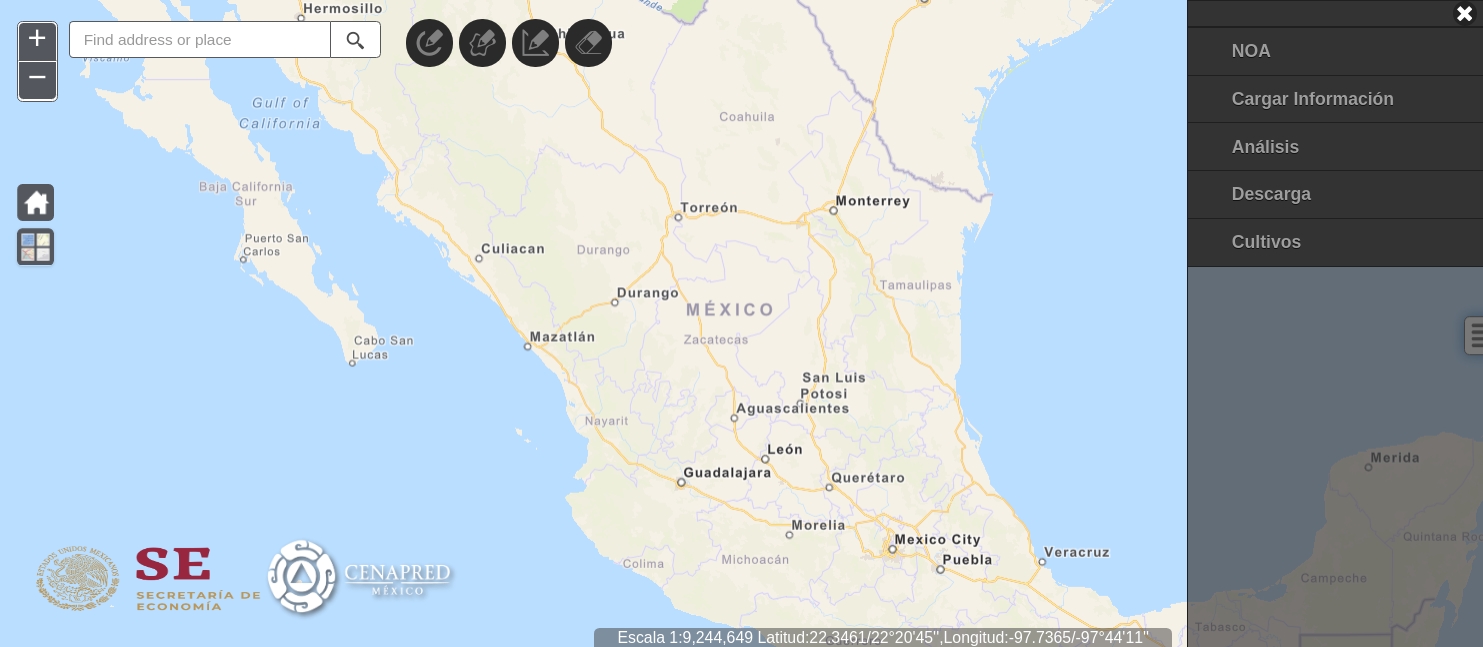 Hermosillo
Find address or place
NOA
Cargar Información
Análisis
Descarga
Cultivos
Gulf of
California
Coahuila
Baja California
Sur
Puerto San
Carlos
Monterrey
Torreón
Culiacan
Durango
Durango
Tamaulipas
MÉXICO
Zacatecas
Mazatlán
Cabo San
Lucas
San Luis
Potosi
Aguascalientes
Nayarit
León
Guadalajara
Querétaro
Merida
Morelia
Mexico City
Puebla
Veracruz
Michoacán
Colima
Quintana Roo
Campeche
Tabasco
ESTADOS UNIDOS MEXICANOS
SE
SECRETARÍA DE
ECONOMÍA
CENAPRED
MÉXICO
Escala 1:9,244,649 Latitud:22.3461/22°20'45",Longitud:-97.7365/-97°44'11"